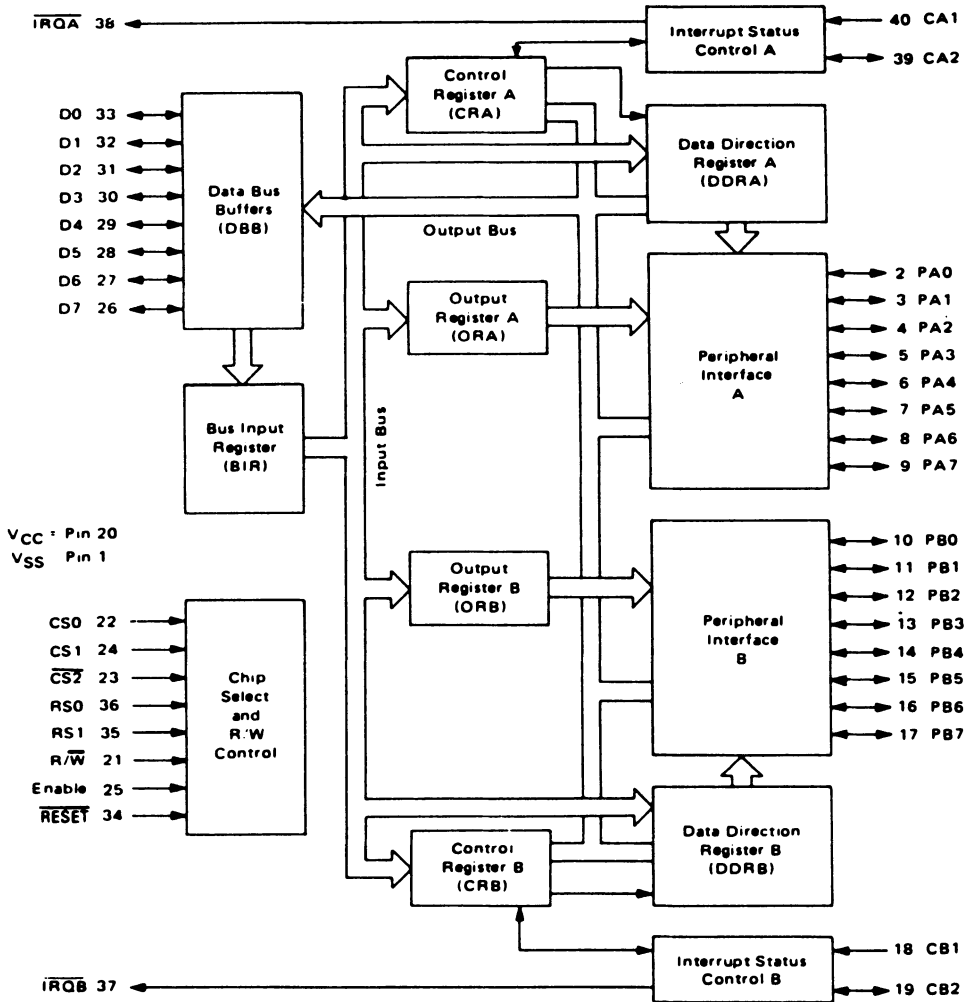 IRQA 38
Interrupt Status
Control A
40 CA1
39 CA2
Control
Register A
(CRA)
D0 33
D1 32
D2 31
D3 30
D4 29
D5 28
D6 27
D7 26
Data Bus
Buffers
(DBB)
Data Direction
Register A
(DDRA)
Output Bus
Output
Register A
(ORA)
Peripheral
Interface
A
2 PA0
3 PA1
4 PA2
5 PA3
6 PA4
7 PA5
8 PA6
9 PA7
Bus Input
Register
(BIR)
Input Bus
VCC = Pin 20
VSS Pin 1
Output
Register B
(ORB)
Peripheral
Interface
B
10 PB0
11 PB1
12 PB2
13 PB3
14 PB4
15 PB5
16 PB6
17 PB7
CS0 22
CS1 24
CS2 23
RS0 36
RS1 35
R/W 21
Enable 25
RESET 34
Chip
Select
and
R/W
Control
Control
Register B
(CRB)
Data Direction
Register B
(DDRB)
Interrupt Status
Control B
18 CB1
19 CB2
IRQB 37